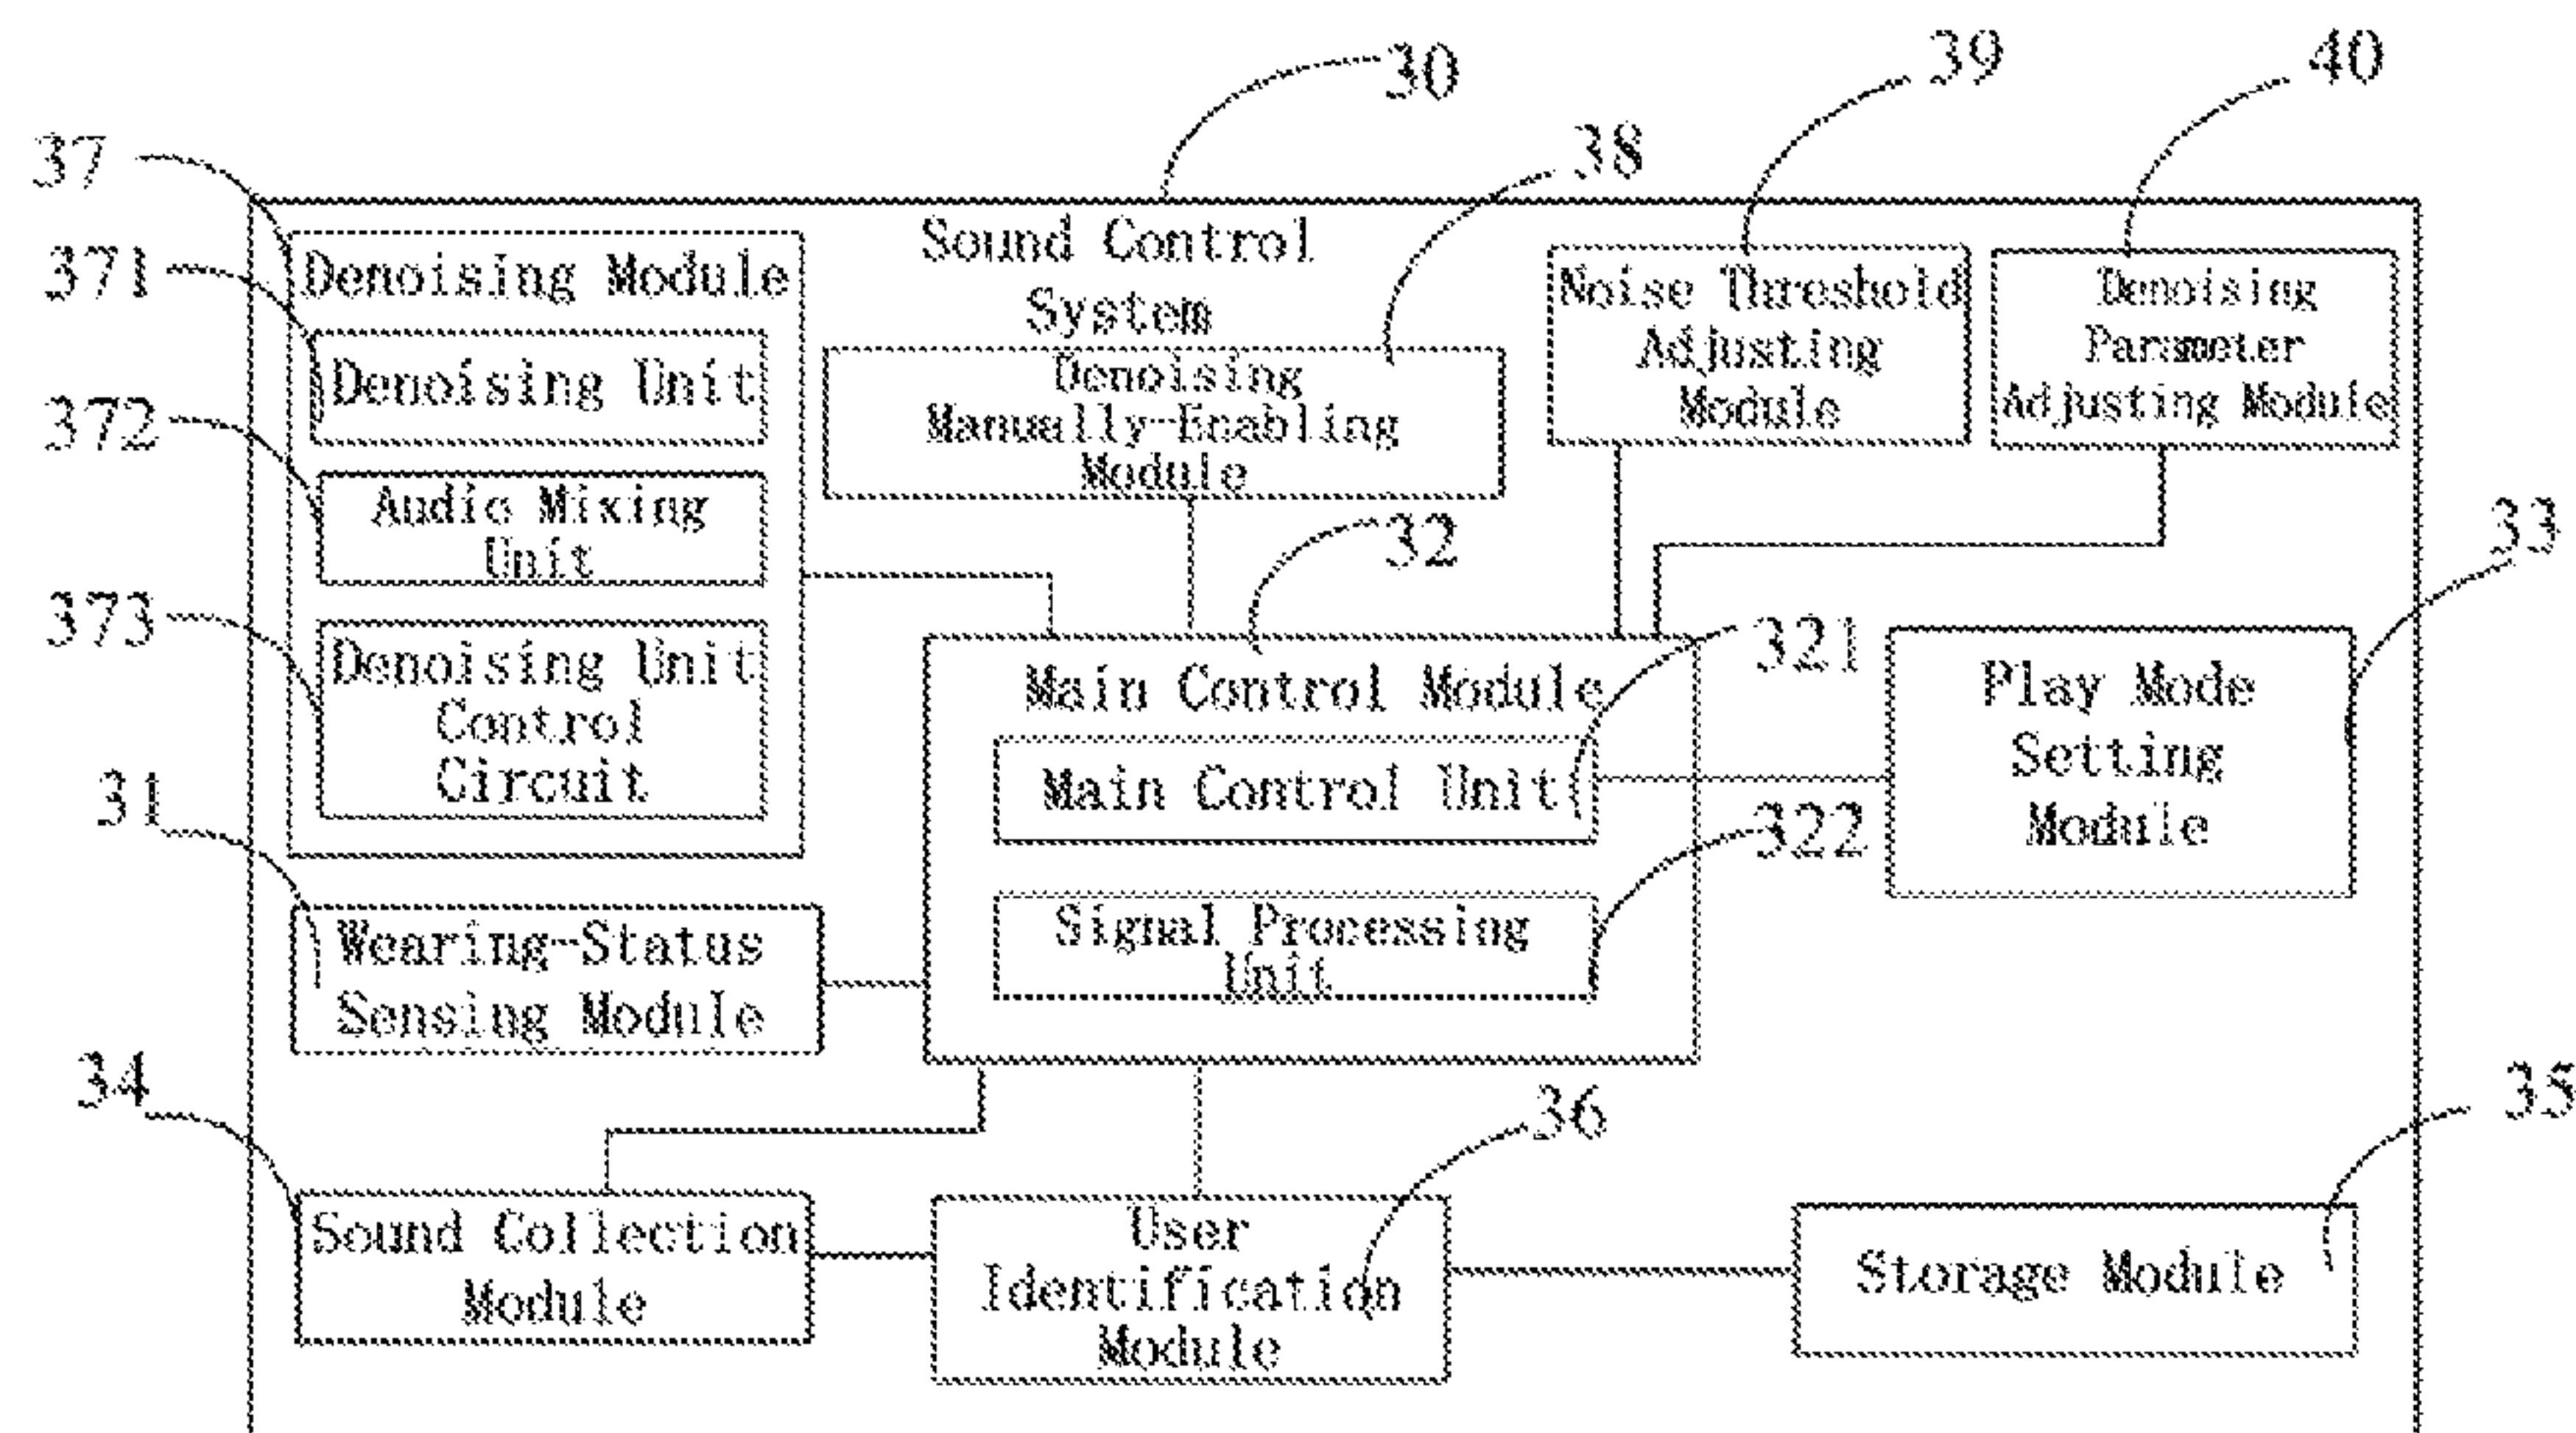 30
39
40
38
37
Sound Control
System
371
Denoising Module
Denoising Unit
372
Audio Mixing
Unit
373
Denoising Unit
Control
Circuit
Denoising
Manually-Enabling
Module
Noise Threshold
Adjusting
Module
Denoising
Parameter
Adjusting Module
32
33
Main Control Module
321
Main Control Unit
322
Signal Processing
Unit
Play Mode
Setting
Module
31
Wearing-Status
Sensing Module
34
36
35
Sound Collection
Module
User
Identification
Module
Storage Module